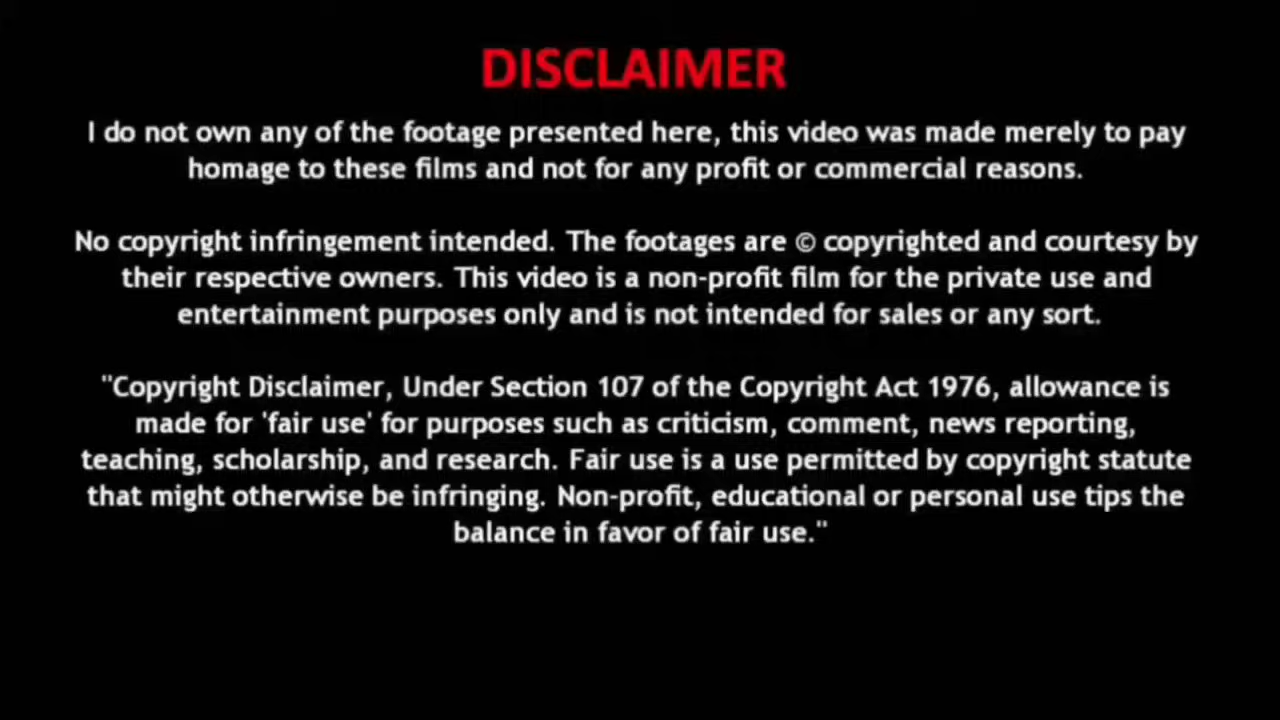 DISCLAIMER
I do not own any of the footage presented here, this video was made merely to pay
homage to these films and not for any profit or commercial reasons.
No copyright infringement intended. The footages are © copyrighted and courtesy by
their respective owners. This video is a non-profit film for the private use and
entertainment purposes only and is not intended for sales or any sort.
"Copyright Disclaimer, Under Section 107 of the Copyright Act 1976, allowance is
made for 'fair use' for purposes such as criticism, comment, news reporting,
teaching, scholarship, and research. Fair use is a use permitted by copyright statute
that might otherwise be infringing. Non-profit, educational or personal use tips the
balance in favor of fair use."